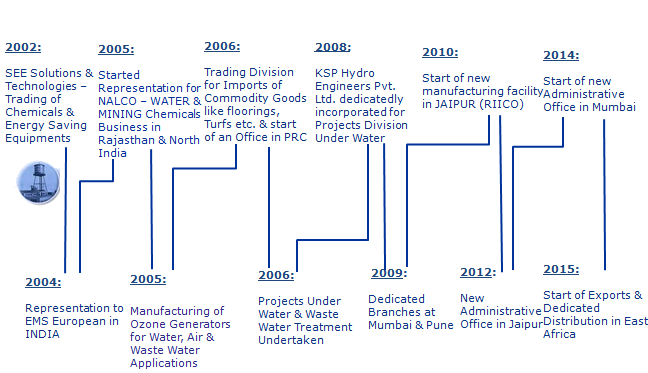 2002:
SEE Solutions &
Technologies –
Trading of
Chemicals &
Energy Saving
Equipments
2005:
Started
Representation for
NALCO – WATER &
MINING Chemicals
Business in
Rajasthan & North
India
2006:
Trading Division
for Imports of
Commodity Goods
like floorings,
Turfs etc. & start
of an Office in PRC
2008:
KSP Hydro
Engineers Pvt.
Ltd. dedicatedly
incorporated for
Projects Division
Under Water
2010:
Start of new
manufacturing facility
in JAIPUR (RIICO)
2014:
Start of new
Administrative
Office in Mumbai
2004:
Representation to
EMS European in
INDIA
2005:
Manufacturing of
Ozone Generators
for Water, Air &
Waste Water
Applications
2006:
Projects Under
Water & Waste
Water Treatment
Undertaken
2009:
Dedicated
Branches at
Mumbai & Pune
2012:
New
Administrative
Office in Jaipur
2015:
Start of Exports &
Dedicated
Distribution in East
Africa